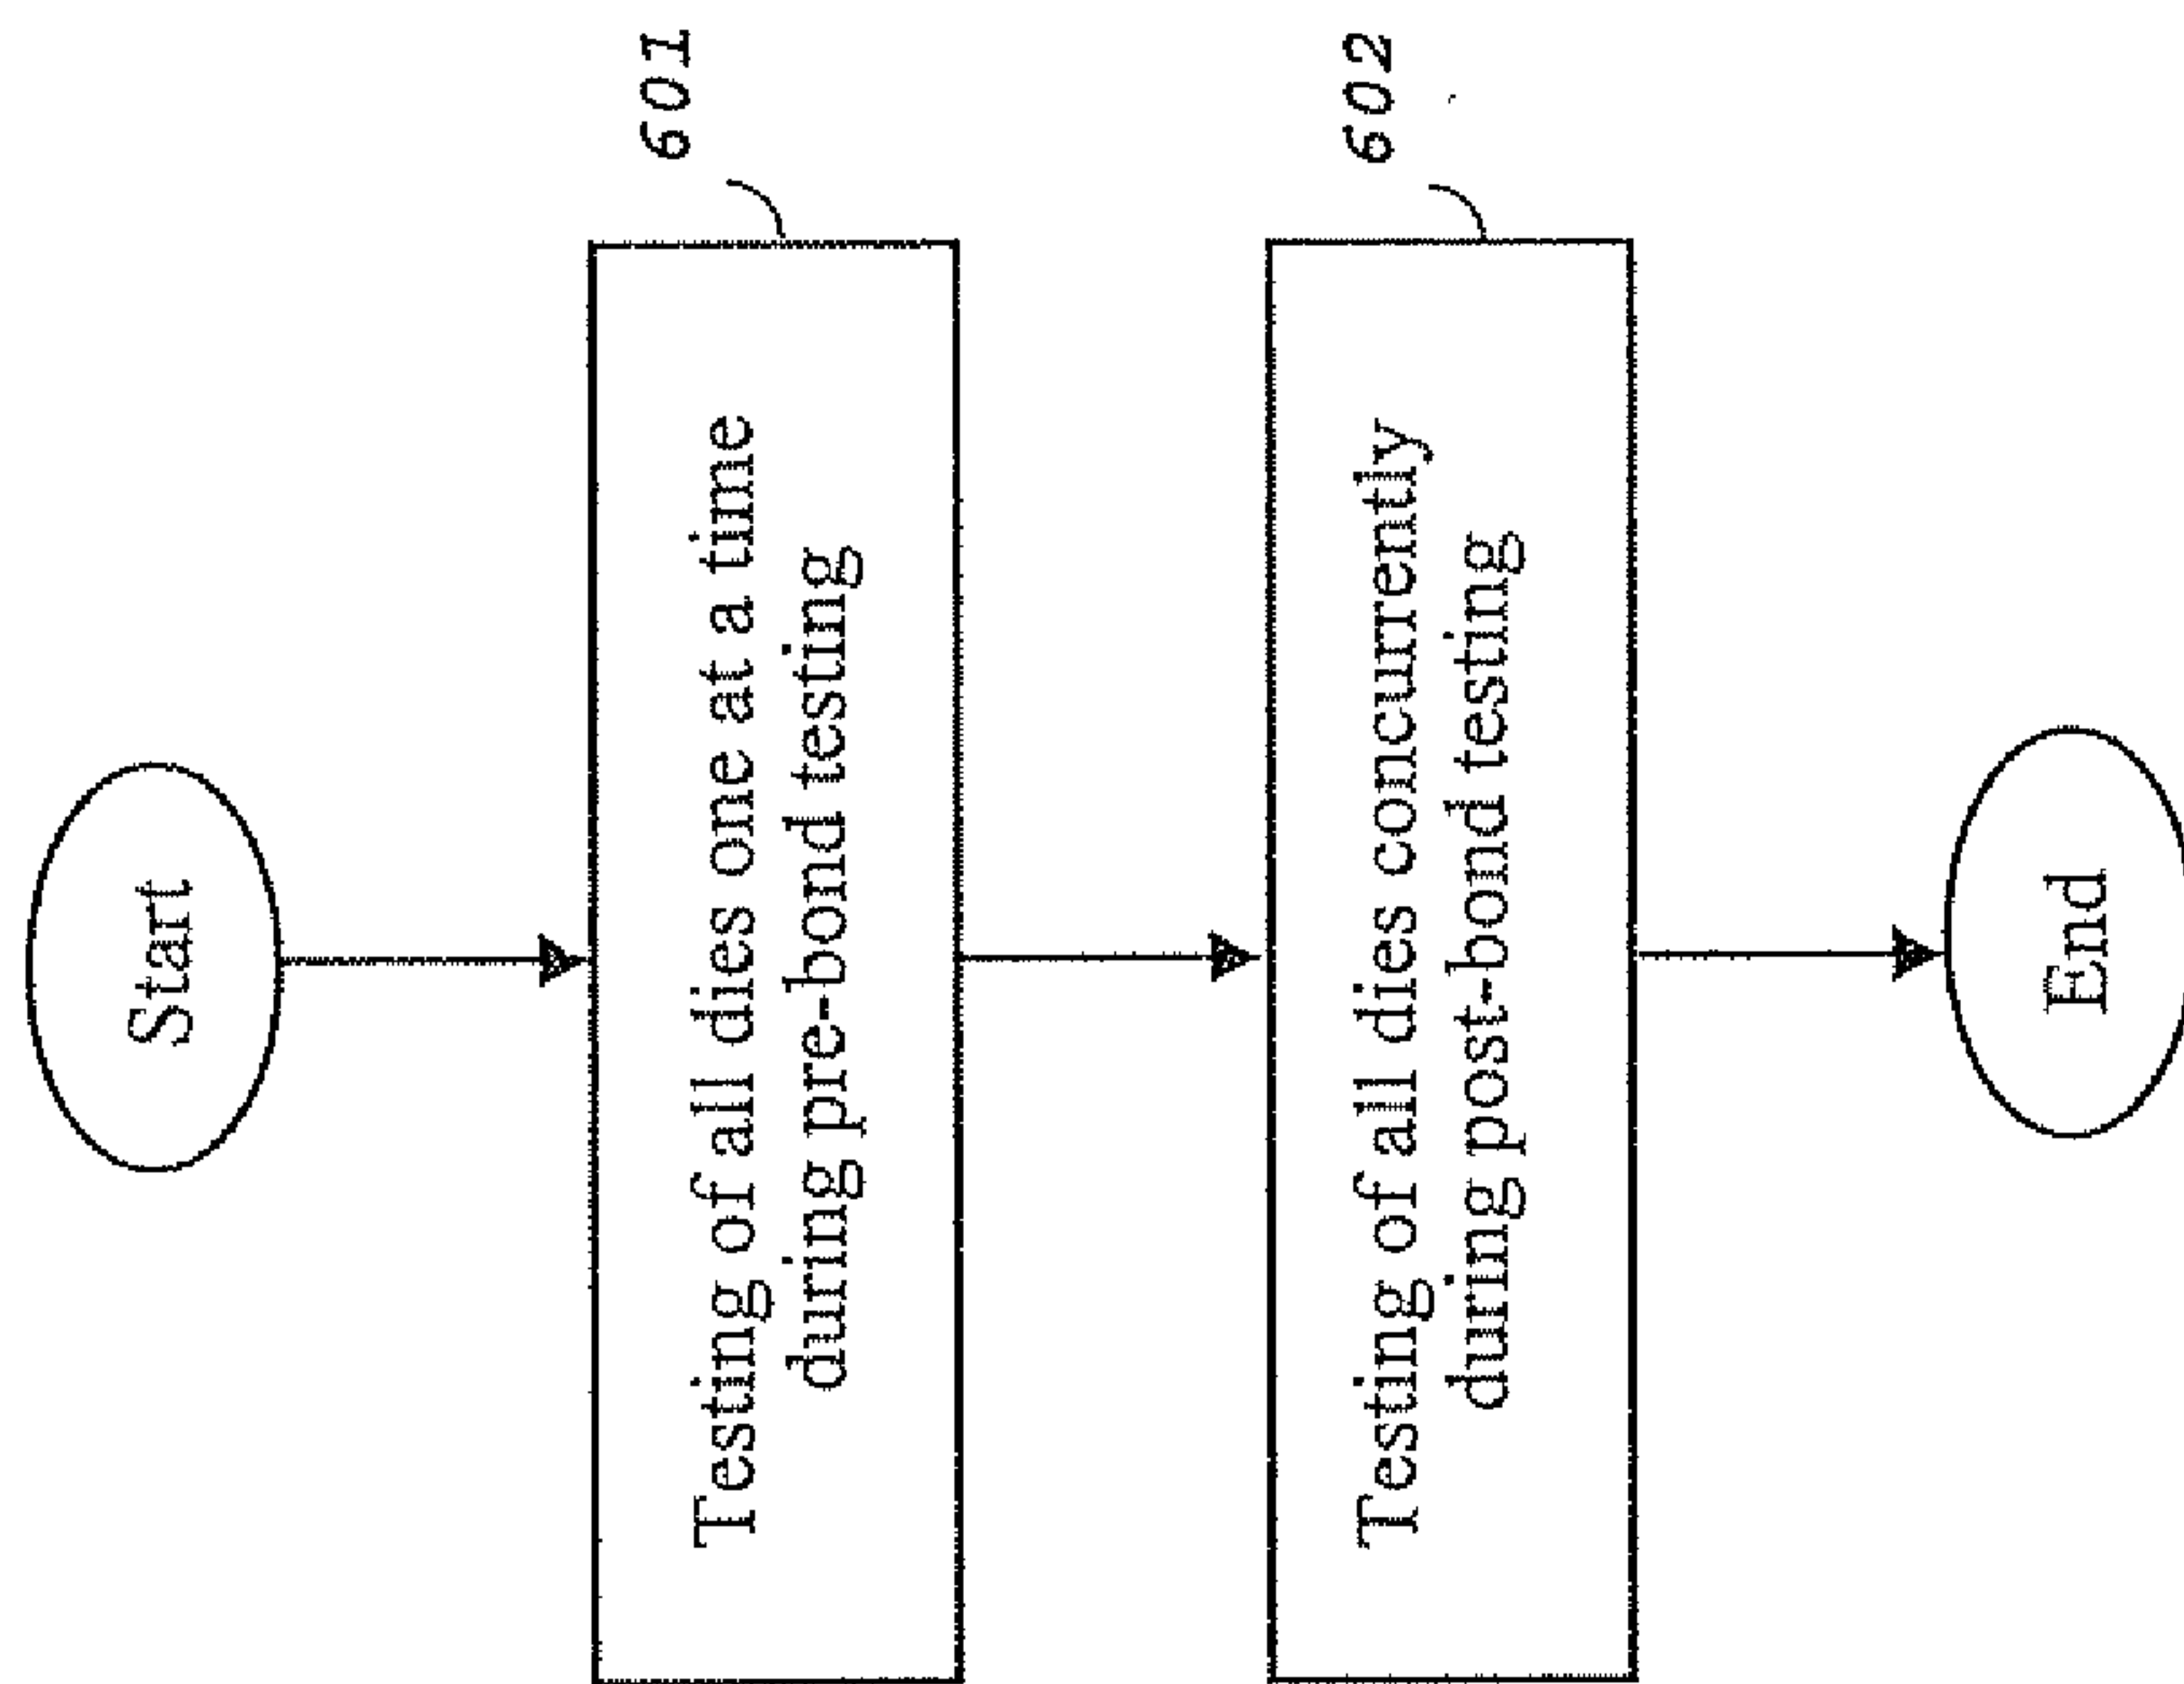 Start
601
Testing of all dies one at a time
during pre-bond testing
602
Testing of all dies concurrently
during post-bond testing
End